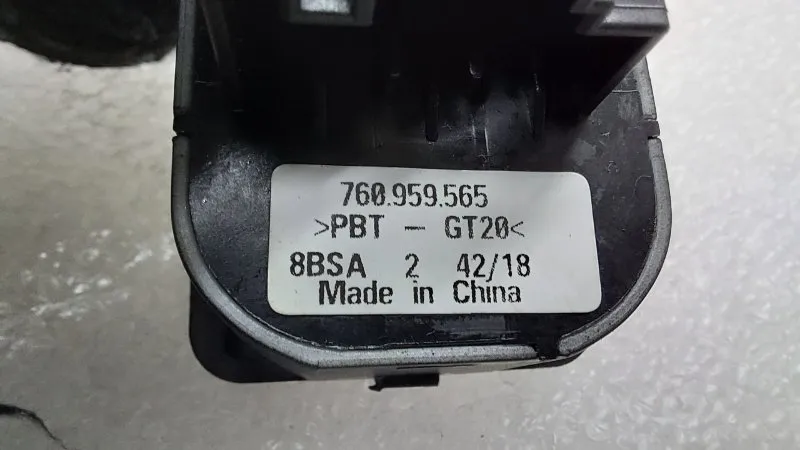 760.959.565
>PBT - GT20<
8BSA 2 42/18
Made in China